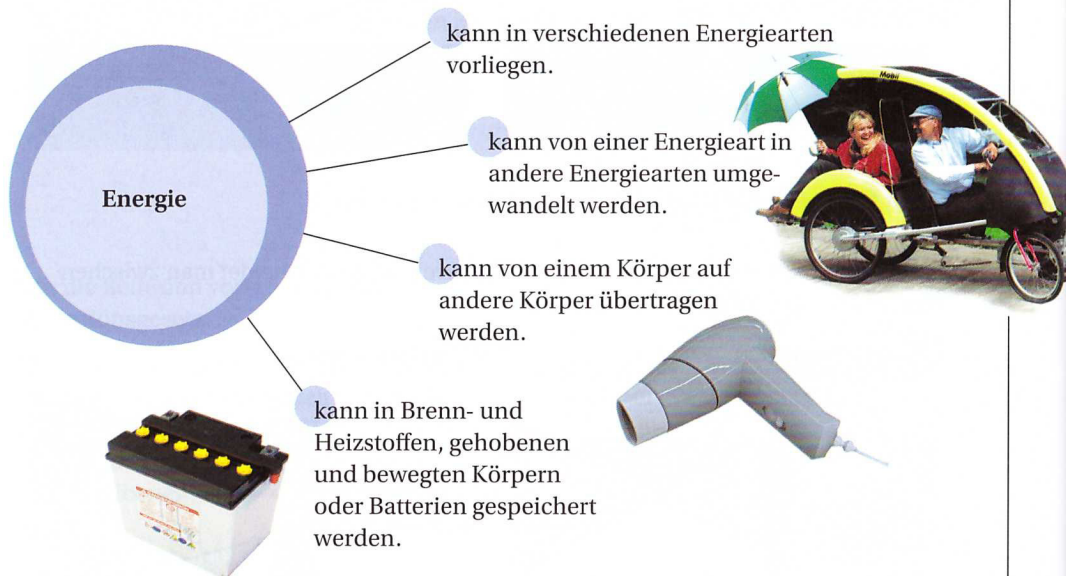 kann in verschiedenen Energiearten
vorliegen.
Mobil
kann von einer Energieart in
andere Energiearten umge-
wandelt werden.
Energie
kann von einem Körper auf
andere Körper übertragen
werden.
kann in Brenn- und
Heizstoffen, gehobenen
und bewegten Körpern
oder Batterien gespeichert
werden.